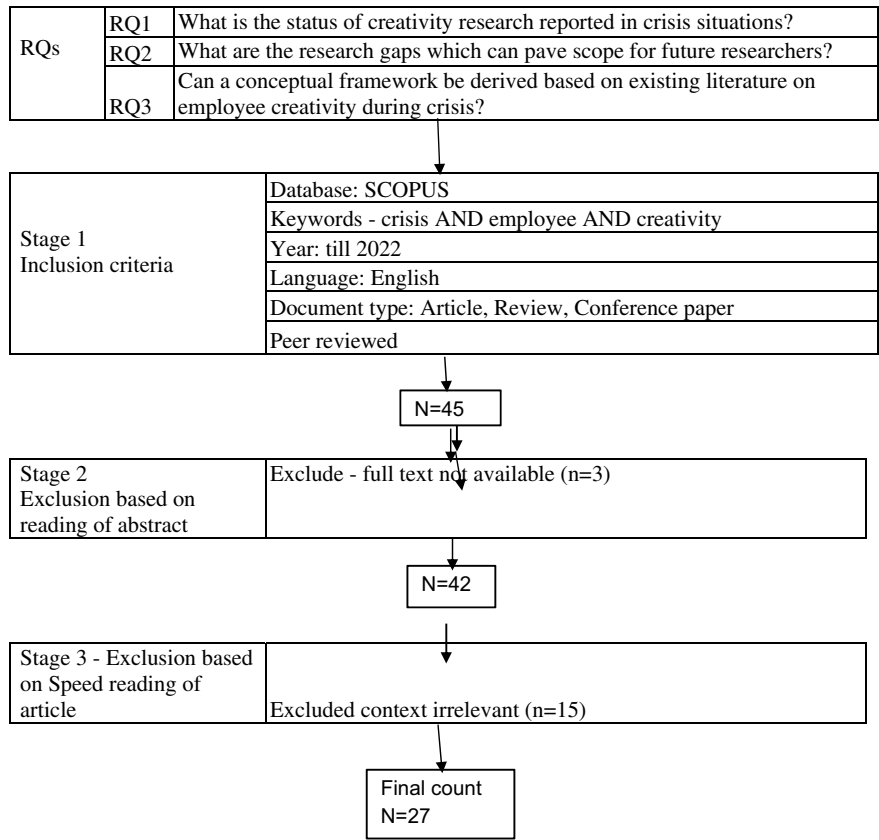 RQs
RQ1 What is the status of creativity research reported in crisis situations?
RQ2 What are the research gaps which can pave scope for future researchers?
Can a conceptual framework be derived based on existing literature on
RQ3 employee creativity during crisis?
Stage 1
Inclusion criteria
Database: SCOPUS
Keywords - crisis AND employee AND creativity
Year: till 2022
Language: English
Document type: Article, Review, Conference paper
Peer reviewed
N=45
Stage 2
Exclusion based on
reading of abstract
Exclude - full text not available (n=3)
N=42
Stage 3 - Exclusion based
on Speed reading of
article
Excluded context irrelevant (n=15)
Final count
N=27